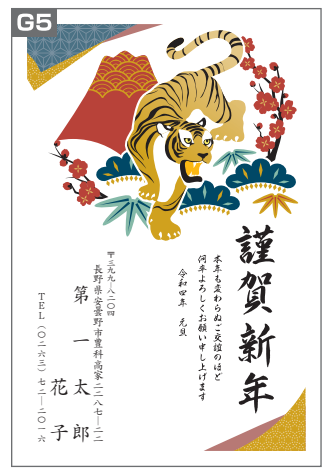 G5
謹賀新年
本年も変わらぬご交誼のほど
何卒よろしくお願い申し上げます
令和四年 元旦
〒三九九-八二〇四
長野県安曇野市豊科高家二二八七-二二
第一 太郎
花子
TEL(〇二六三)七二-二〇一六